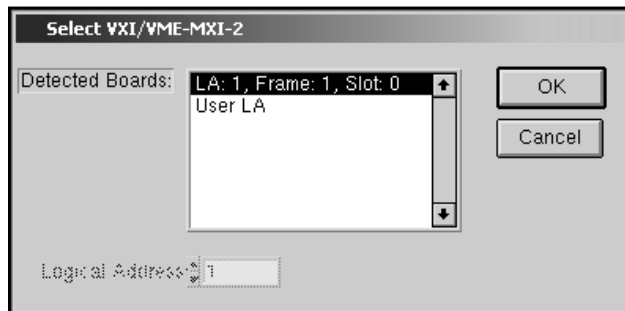 Select VXI/VME-MXI-2
Detected Boards:
LA: 1, Frame: 1, Slot: 0
User LA
OK
Cancel
Logical Address: 1